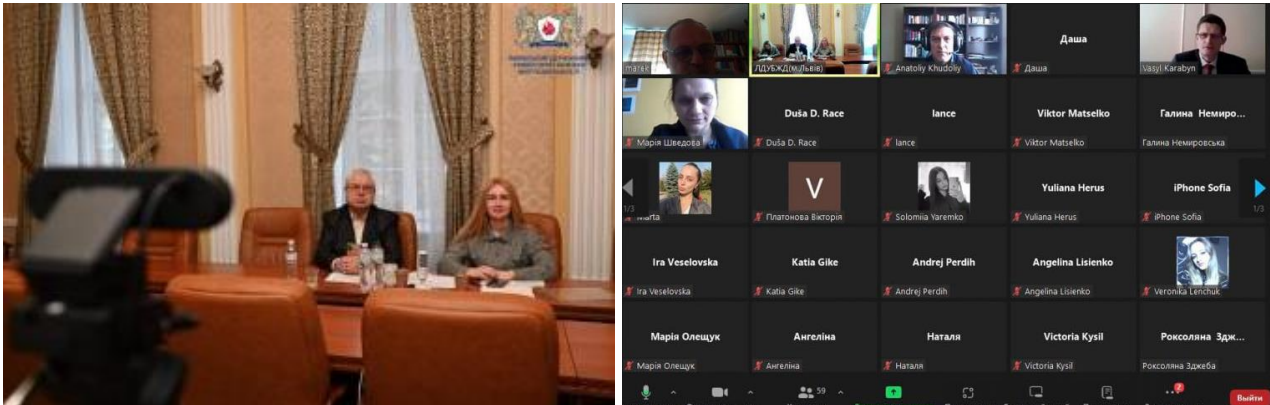 marek
ЛДУБЖД(м.Львів)
Anatoliy Khudoliy
Даша
Даша
Vasyl Karabyn
Марія Шведова
Duša D. Race
Duša D. Race
lance
lance
Viktor Matselko
Viktor Matselko
Галина Немиро...
Галина Немировська
1/3
Marta
V
Платонова Вікторія
Solomiia Yaremko
Yuliana Herus
Yuliana Herus
iPhone Sofia
iPhone Sofia
1/3
Ira Veselovska
Ira Veselovska
Katia Gike
Katia Gike
Andrej Perdih
Andrej Perdih
Angelina Lisienko
Angelina Lisienko
Veronika Lenchuk
Марія Олещук
Марія Олещук
Ангеліна
Ангеліна
Наталя
Наталя
Victoria Kysil
Victoria Kysil
Роксоляна Здж...
Роксоляна Зджеба
59
2
Выйти